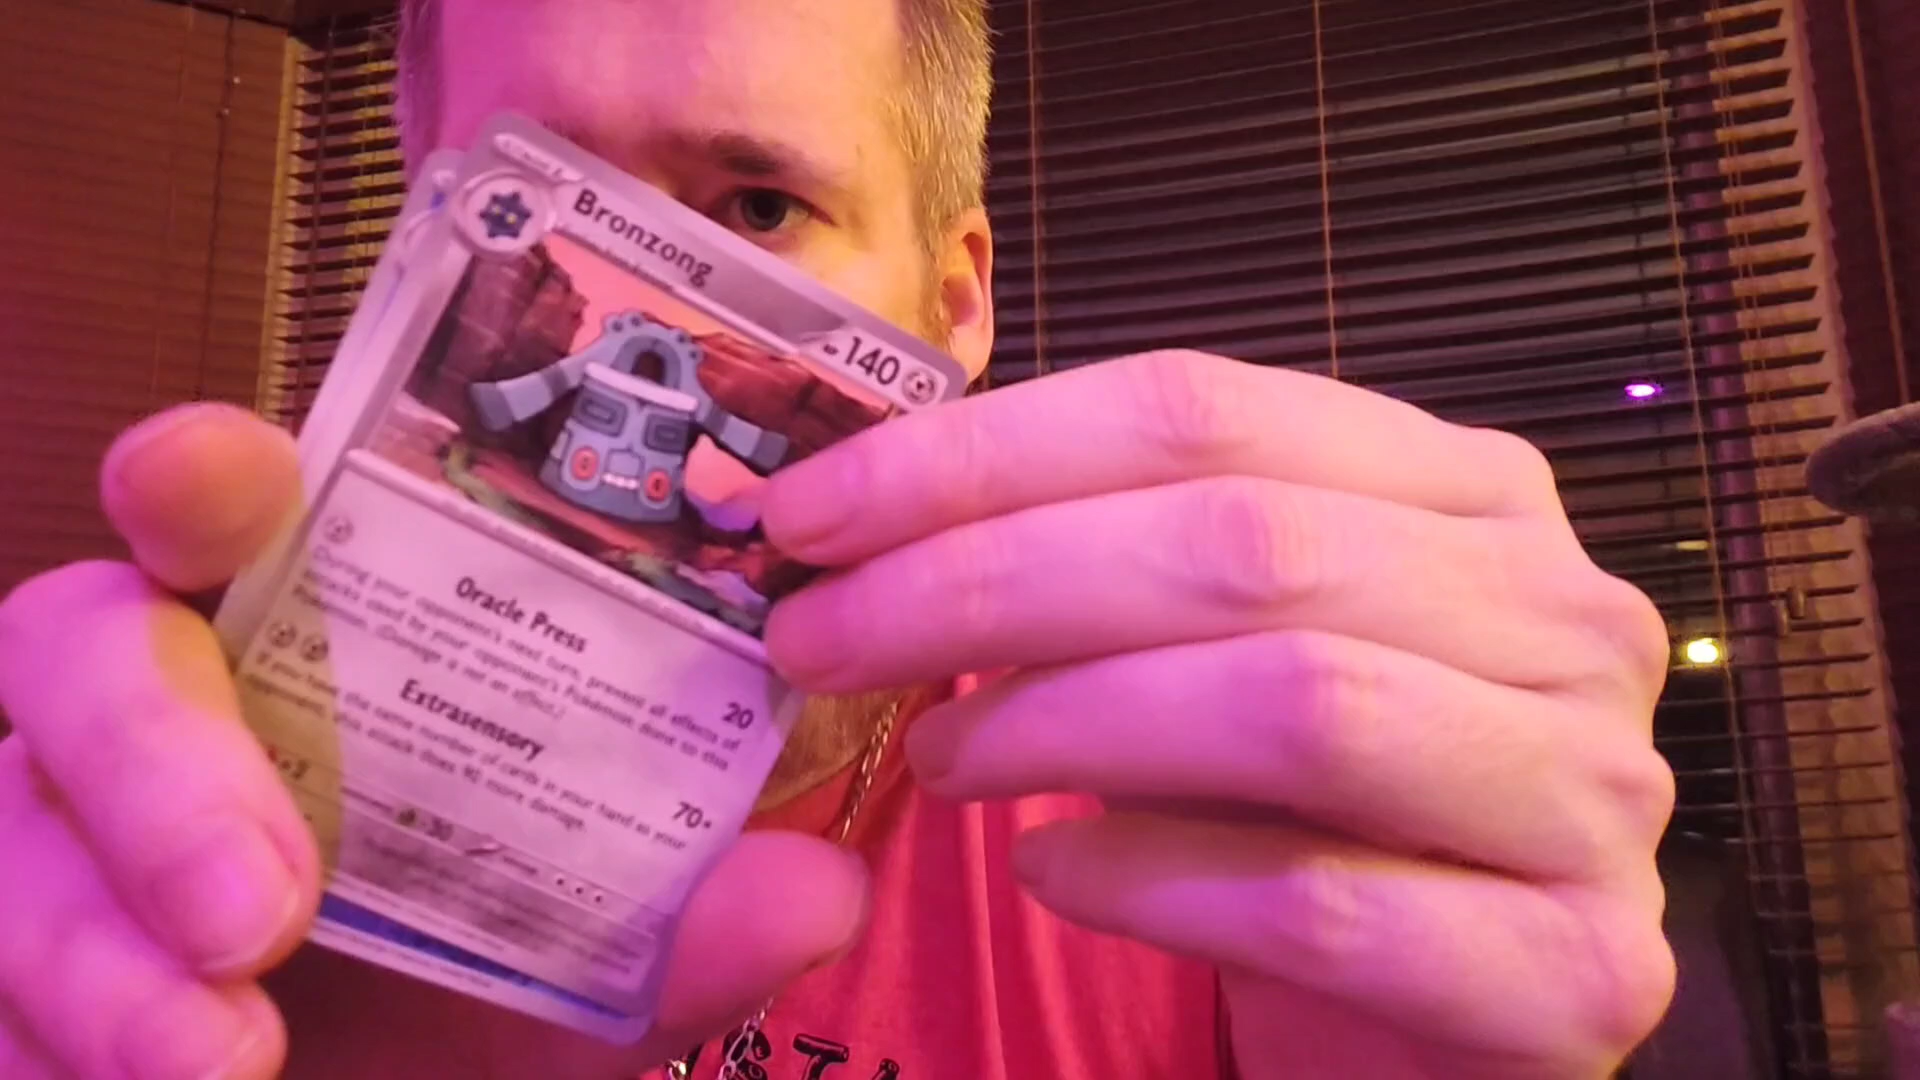 Bronzong
140
Oracle Press
20
During your opponent's next turn, prevent all effects of
attacks used by your opponent's Pokémon done to this
Pokémon. (Damage is not an effect.)
Extrasensory
70+
If you have the same number of cards in your hand as your
opponent, this attack does 90 more damage.
-30